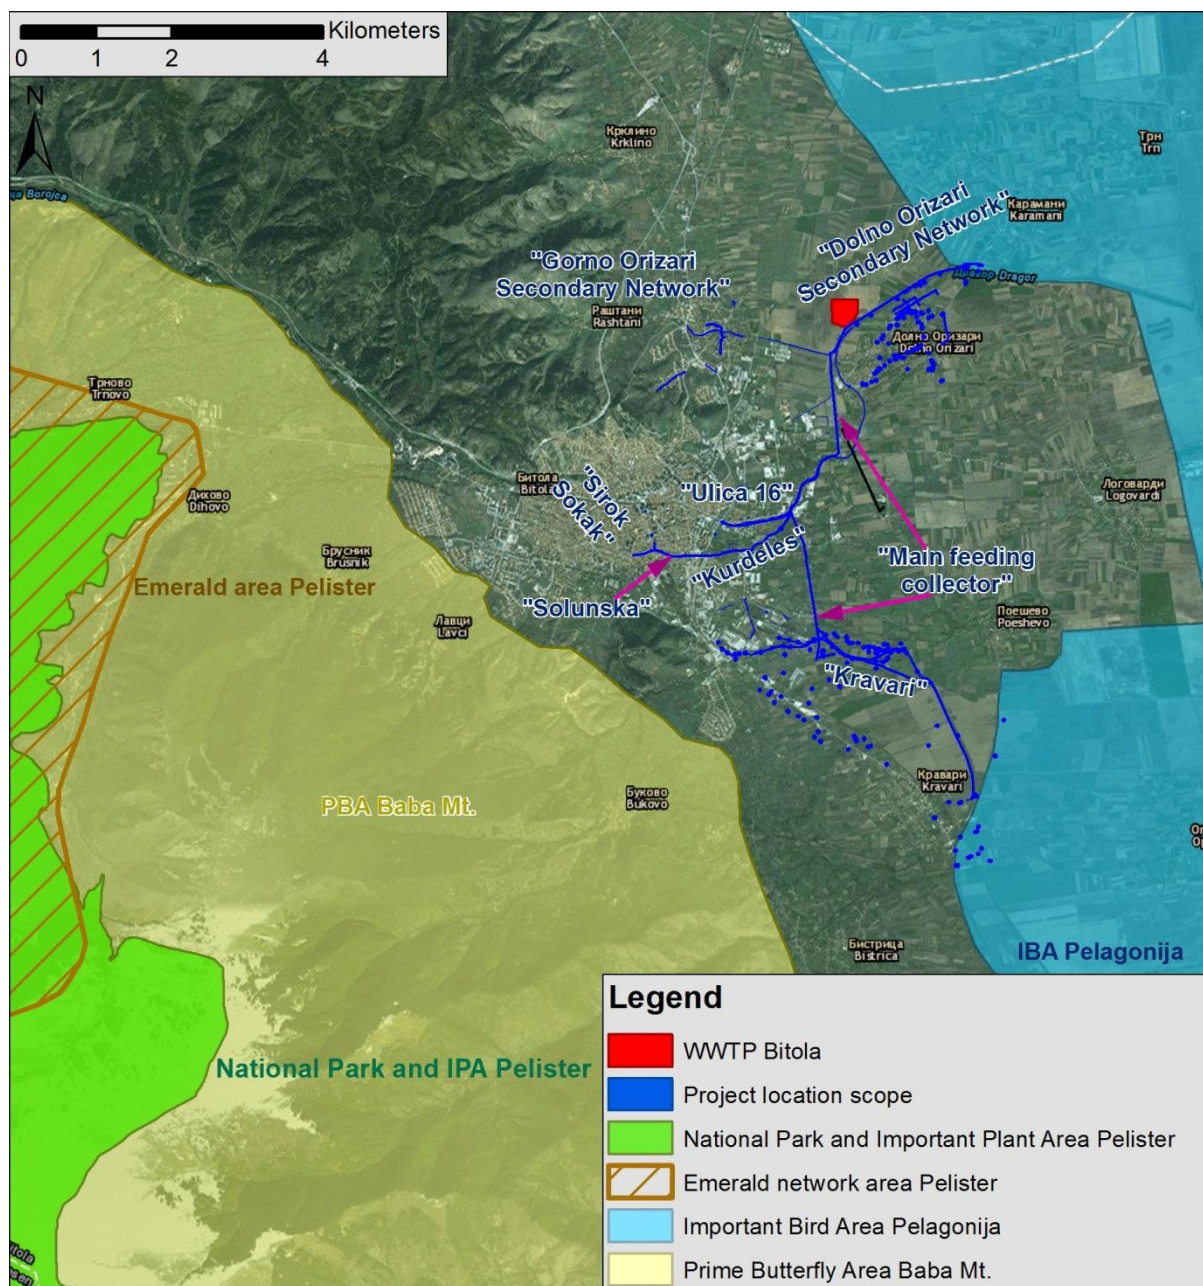 Kilometers
0 1 2 4
N
Крклино
Krklino
Трн
Trn
Карамани
Karamani
"Dolno Orizari
Secondary Network"
"Gorno Orizari
Secondary Network"
Dragor
Раштани
Rashtani
Долно Оризари
Dolno Orizari
Трново
Trnovo
Битола
Bitola
"Sirok
Sokak"
"Ulica 16"
Логоварди
Logovardi
Дихово
Dihovo
Брусник
Brusnik
"Kurdeles"
"Main feeding
collector"
Emerald area Pelister
"Solunska"
Поешево
Poeshevo
Лавци
Lavci
"Kravari"
Буково
Bukovo
Кравари
Kravari
PBA Baba Mt.
Бистрица
Bistrica
IBA Pelagonija
National Park and IPA Pelister
Legend
WWTP Bitola
Project location scope
National Park and Important Plant Area Pelister
Emerald network area Pelister
Important Bird Area Pelagonija
Prime Butterfly Area Baba Mt.